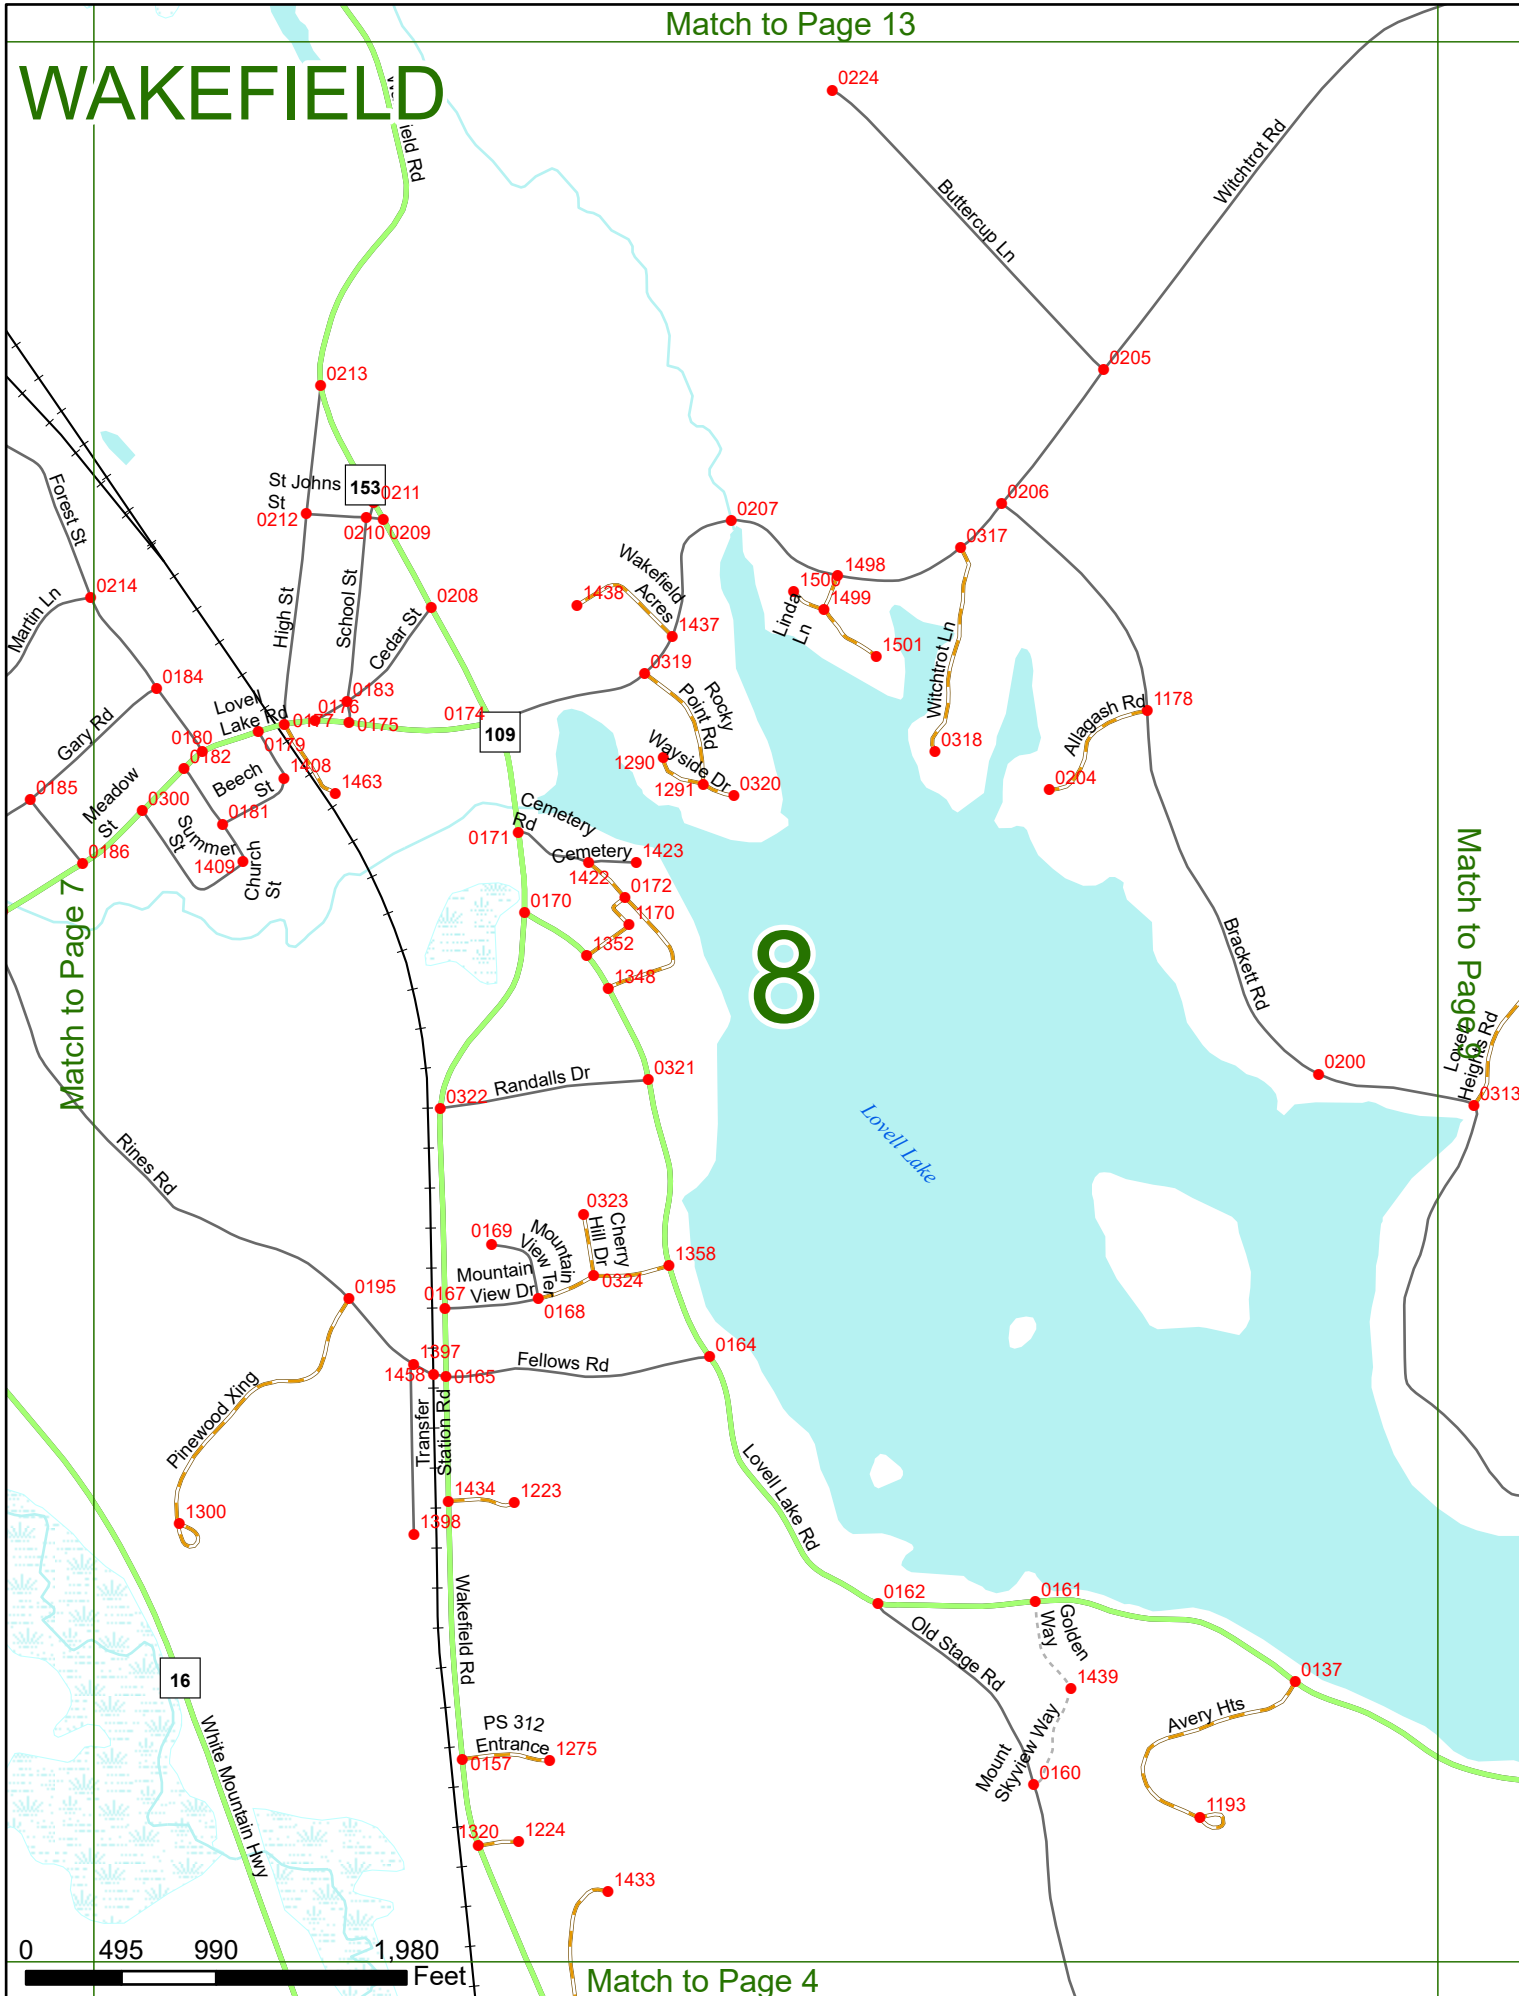 Match to Page 13
WAKEFIELD
0224
ield Rd
Witchtrot Rd
Buttercup Ln
0205
0213
St Johns
St
153
0211
0212
0210
0209
0206
0207
0317
Forest St
Wakefield
Acres
1498
1438
1499
Linda
Ln
0214
Martin Ln
High St
School St
Cedar St
0208
1437
1501
0319
Witchtrot Ln
0184
Lovell
Lake Rd
0183
0176
0177
0175
0174
109
Rocky
Point Rd
1178
Allagash Rd
Gary Rd
0180
0179
0182
0318
Wayside Dr
1290
1291
0320
0204
Beech
St
1408
1463
0185
Meadow
St
0300
0181
Summer
St
1409
Church
St
0186
Cemetery
Rd
0171
Cemetery
1423
1422
0172
0170
1170
1352
1348
8
Brackett Rd
Match to Page 7
Match to Page 9
Lovell
Heights Rd
0200
0313
Randalls Dr
0321
0322
Lovell Lake
Rines Rd
0323
Cherry
Hill Dr
0169
Mountain
View Ter
1358
0324
Mountain
View Dr
0195
0167
0168
0164
1397
1458
0165
Fellows Rd
Pinewood Xing
Transfer
Station Rd
Lovell Lake Rd
1434
1223
1300
1398
0162
0161
Golden
Way
Wakefield Rd
Old Stage Rd
1439
0137
16
Avery Hts
PS 312
Entrance
1275
0157
Mount
Skyview Way
0160
White Mountain Hwy
1193
1320
1224
1433
0
495
990
1,980
Feet
Match to Page 4